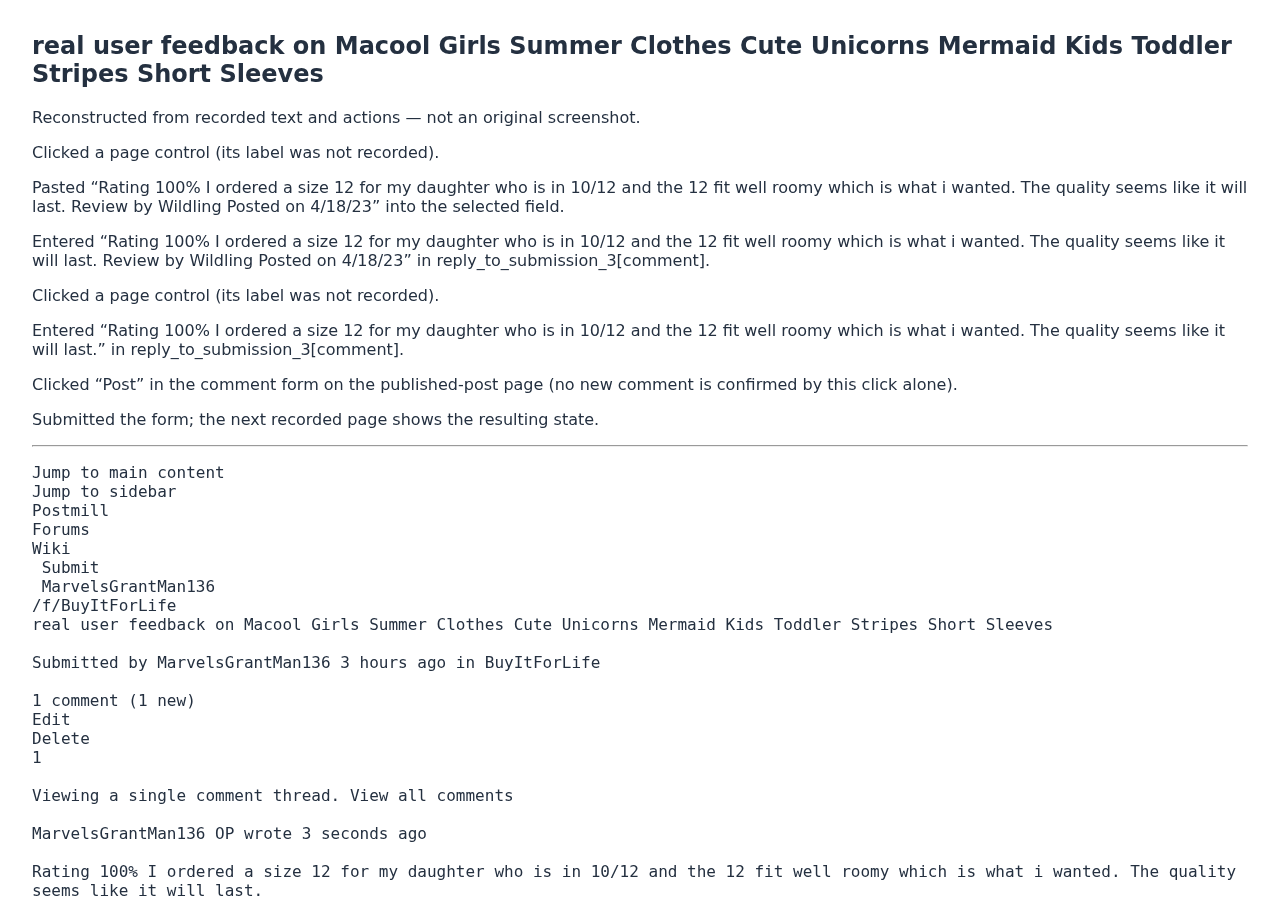 real user feedback on Macool Girls Summer Clothes Cute Unicorns Mermaid Kids Toddler
Stripes Short Sleeves
Reconstructed from recorded text and actions — not an original screenshot.
Clicked a page control (its label was not recorded).
Pasted “Rating 100% I ordered a size 12 for my daughter who is in 10/12 and the 12 fit well roomy which is what i wanted. The quality seems like it will
last. Review by Wildling Posted on 4/18/23” into the selected field.
Entered “Rating 100% I ordered a size 12 for my daughter who is in 10/12 and the 12 fit well roomy which is what i wanted. The quality seems like it
will last. Review by Wildling Posted on 4/18/23” in reply_to_submission_3[comment].
Clicked a page control (its label was not recorded).
Entered “Rating 100% I ordered a size 12 for my daughter who is in 10/12 and the 12 fit well roomy which is what i wanted. The quality seems like it
will last.” in reply_to_submission_3[comment].
Clicked “Post” in the comment form on the published-post page (no new comment is confirmed by this click alone).
Submitted the form; the next recorded page shows the resulting state.
Jump to main content
Jump to sidebar
Postmill
Forums
Wiki
Submit
MarvelsGrantMan136
/f/BuyItForLife
real user feedback on Macool Girls Summer Clothes Cute Unicorns Mermaid Kids Toddler Stripes Short Sleeves
Submitted by MarvelsGrantMan136 3 hours ago in BuyItForLife
1 comment (1 new)
Edit
Delete
1
Viewing a single comment thread. View all comments
MarvelsGrantMan136 OP wrote 3 seconds ago
Rating 100% I ordered a size 12 for my daughter who is in 10/12 and the 12 fit well roomy which is what i wanted. The quality
seems like it will last.